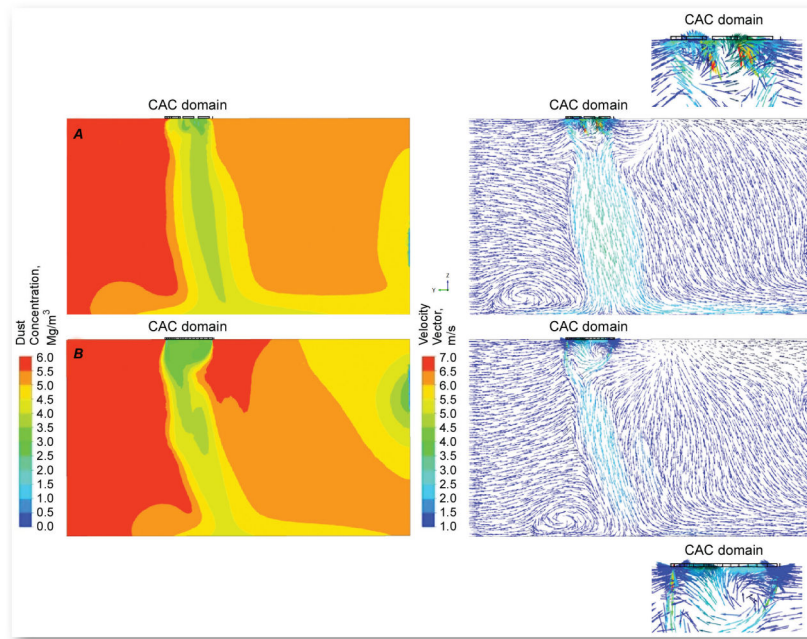 CAC domain
CAC domain
CAC domain
A
Y
Z
Dust
Concentration,
Mg/m³
6.0
5.5
5.0
4.5
4.0
3.5
3.0
2.5
2.0
1.5
1.0
0.5
0.0
CAC domain
B
Velocity
Vector,
m/s
7.0
6.5
6.0
5.5
5.0
4.5
4.0
3.5
3.0
2.5
2.0
1.5
1.0
CAC domain
CAC domain